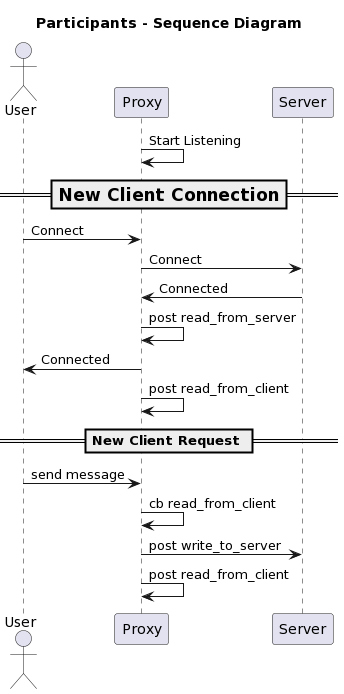 Participants - Sequence Diagram
User
Proxy
Server
Start Listening
New Client Connection
Connect
Connect
Connected
post read_from_server
Connected
post read_from_client
New Client Request
send message
cb read_from_client
post write_to_server
post read_from_client
User
Proxy
Server